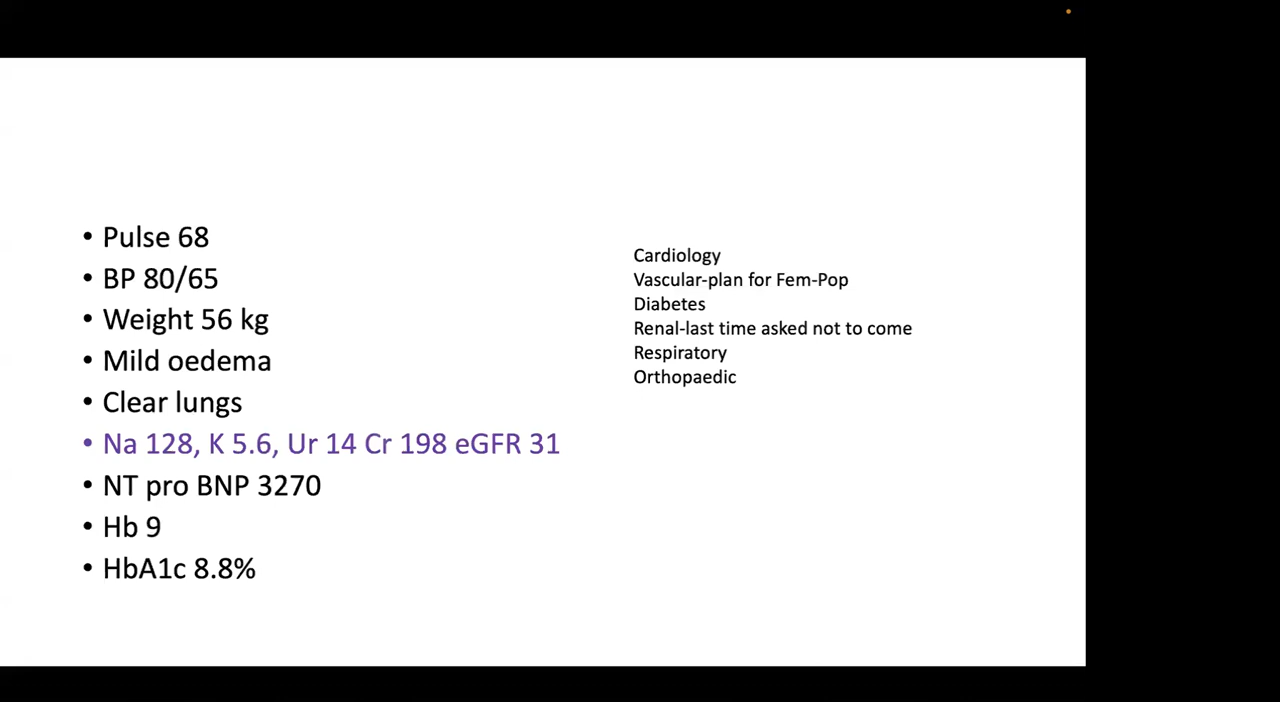 • Pulse 68
• BP 80/65
• Weight 56 kg
• Mild oedema
• Clear lungs
• Na 128, K 5.6, Ur 14 Cr 198 eGFR 31
• NT pro BNP 3270
• Hb 9
• HbA1c 8.8%
Cardiology
Vascular-plan for Fem-Pop
Diabetes
Renal-last time asked not to come
Respiratory
Orthopaedic